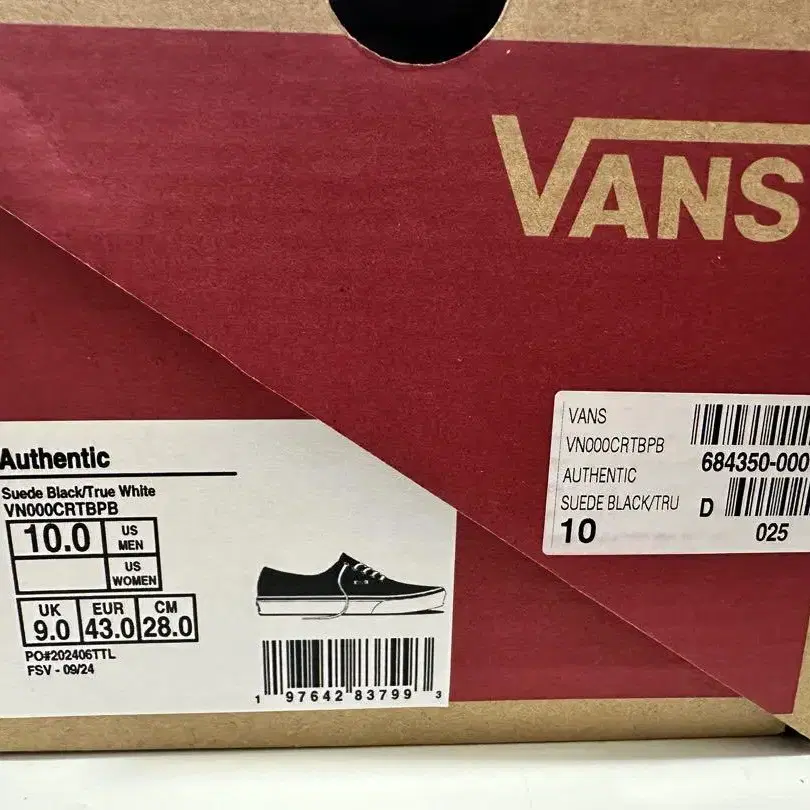 VANS
Authentic
Suede Black/True White
VN000CRTBPB
10.0 US MEN
US WOMEN
UK EUR CM
9.0 43.0 28.0
PO#202406TTL
FSV - 09/24
1 97642 83799 3
VANS
VN000CRTBPB
AUTHENTIC
SUEDE BLACK/TRU
10
684350-000
D
025